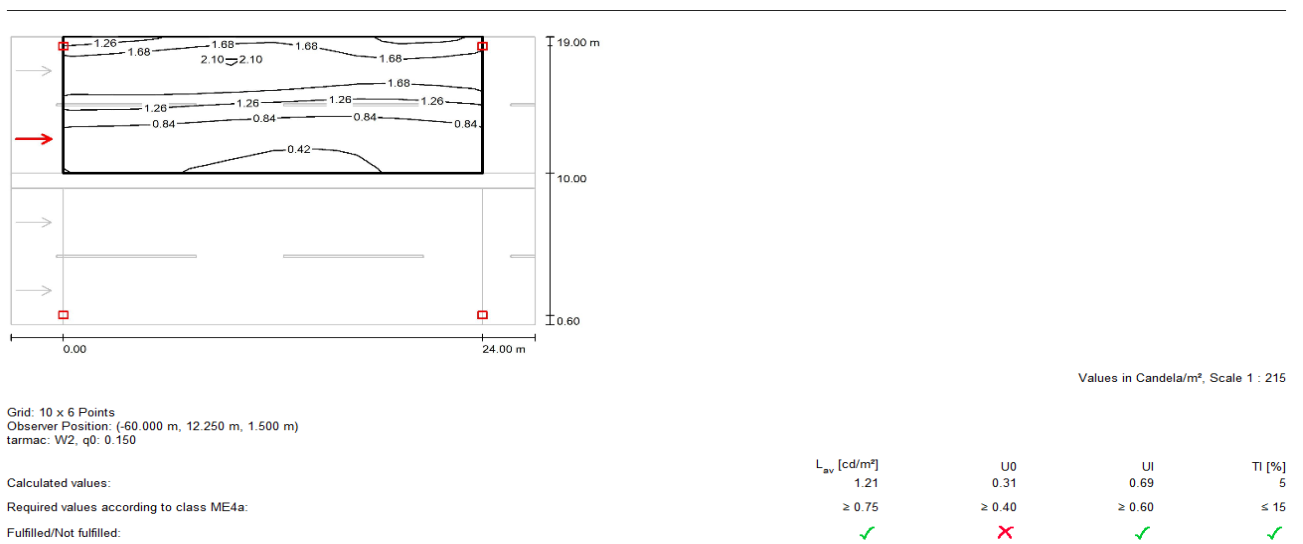 19.00 m
1.26
1.68
1.68
1.68
1.68
2.10 2.10
1.68
1.26
1.26
1.26
1.26
0.84
0.84
0.84
0.84
0.42
10.00
0.60
0.00
24.00 m
Values in Candela/m², Scale 1 : 215
Grid: 10 x 6 Points
Observer Position: (-60.000 m, 12.250 m, 1.500 m)
tarmac: W2, q0: 0.150
Lav [cd/m²] U0 UI TI [%]
Calculated values: 1.21 0.31 0.69 5
Required values according to class ME4a: ≥ 0.75 ≥ 0.40 ≥ 0.60 ≤ 15
Fulfilled/Not fulfilled: ✓ ✗ ✓ ✓